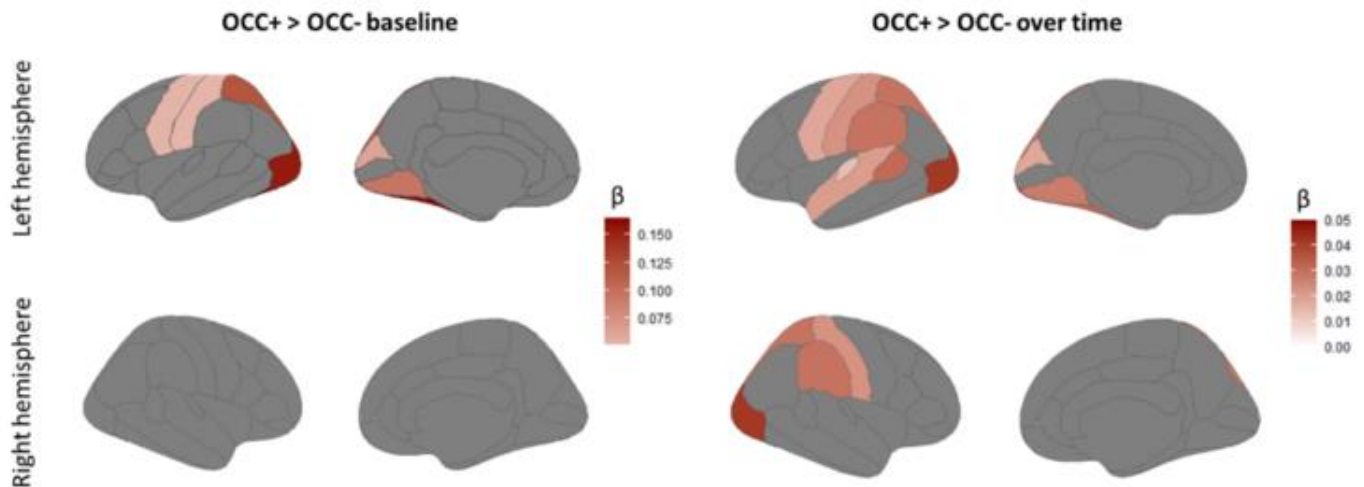 OCC+ > OCC- baseline
OCC+ > OCC- over time
Left hemisphere
β
0.150
0.125
0.100
0.075
β
0.05
0.04
0.03
0.02
0.01
0.00
Right hemisphere